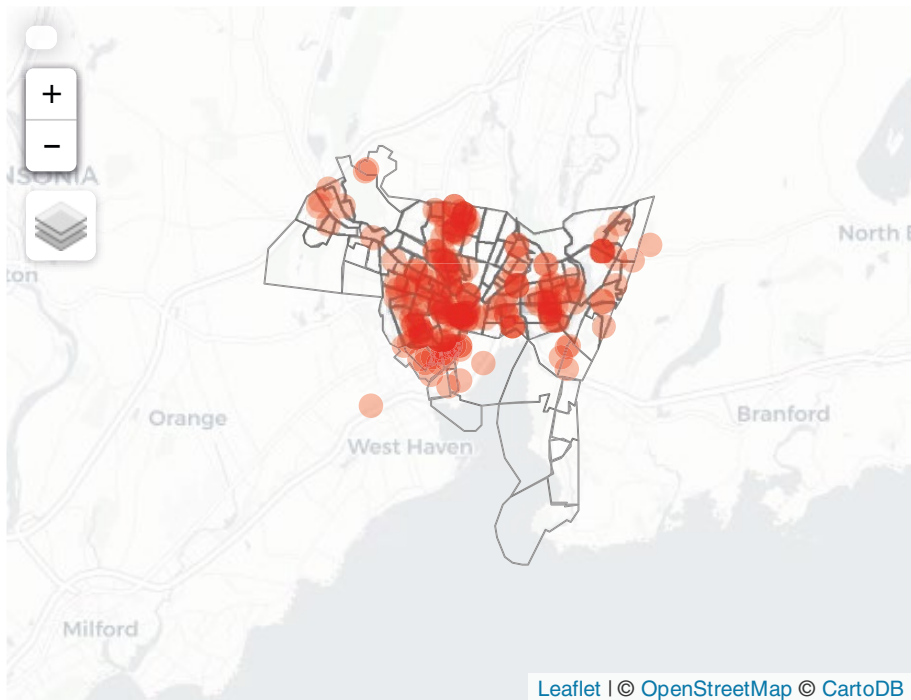 +
−
NSONIA
North B
ton
Orange
Branford
West Haven
Milford
Leaflet | © OpenStreetMap © CartoDB